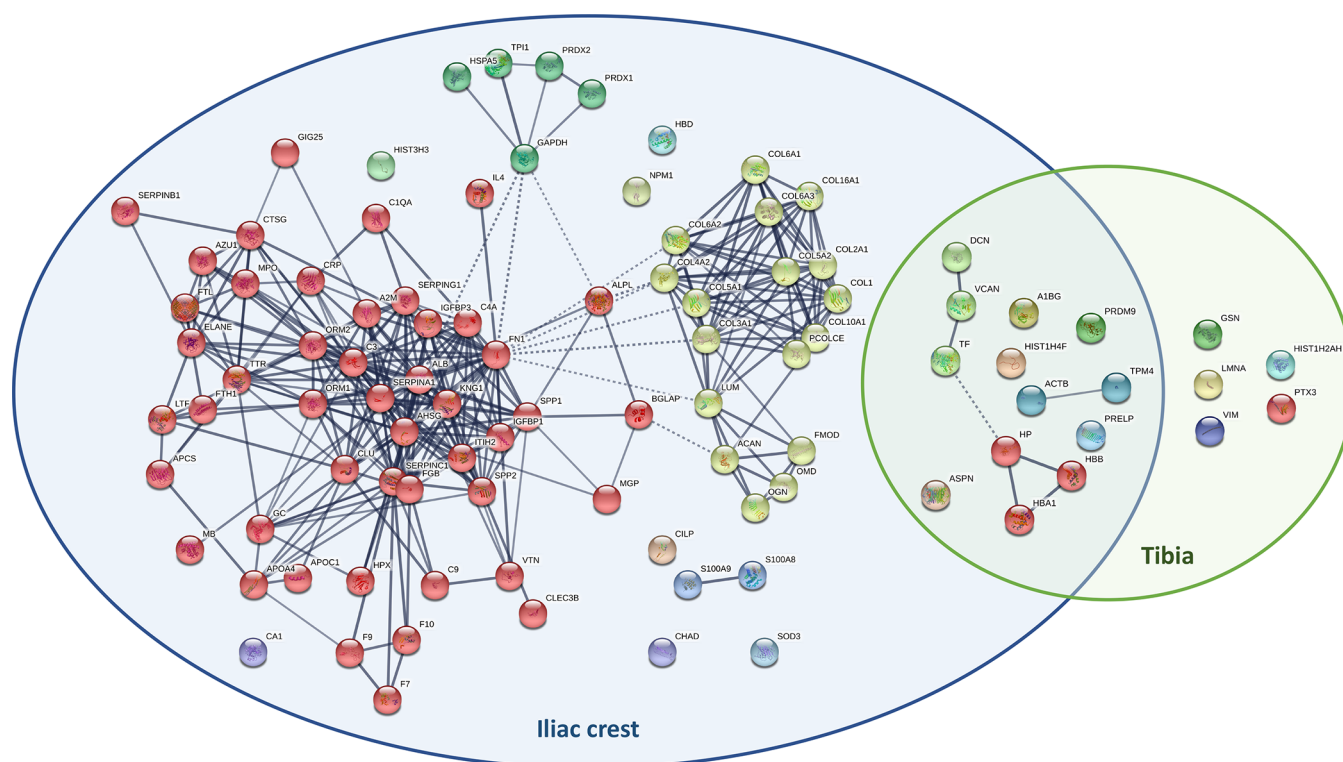 TPI1
PRDX2
HSPA5
PRDX1
HBD
GIG25
GAPDH
HIST3H3
COL6A1
IL4
NPM1
COL16A1
SERPINB1
COL6A3
C1QA
CTSG
COL6A2
DCN
AZU1
COL2A1
COL5A2
MPO
CRP
COL4A2
SERPING1
ALPL
COL1
VCAN
A1BG
FTL
A2M
COL5A1
IGFBP3
C4A
PRDM9
GSN
ELANE
COL10A1
ORM2
COL3A1
PCOLCE
FN1
TF
HIST1H4F
HIST1H2AH
C3
TTR
ALB
LMNA
TPM4
SERPINA1
ACTB
ORM1
KNG1
LUM
PTX3
FTH1
LTF
SPP1
BGLAP
AHSG
IGFBP1
PRELP
VIM
FMOD
HP
ITIH2
ACAN
CLU
APCS
HBB
SERPINC1
FGB
OMD
SPP2
ASPN
MGP
OGN
HBA1
GC
MB
CILP
Tibia
VTN
S100A8
APOA4
APOC1
HPX
C9
S100A9
CLEC3B
F10
CA1
F9
CHAD
SOD3
F7
Iliac crest